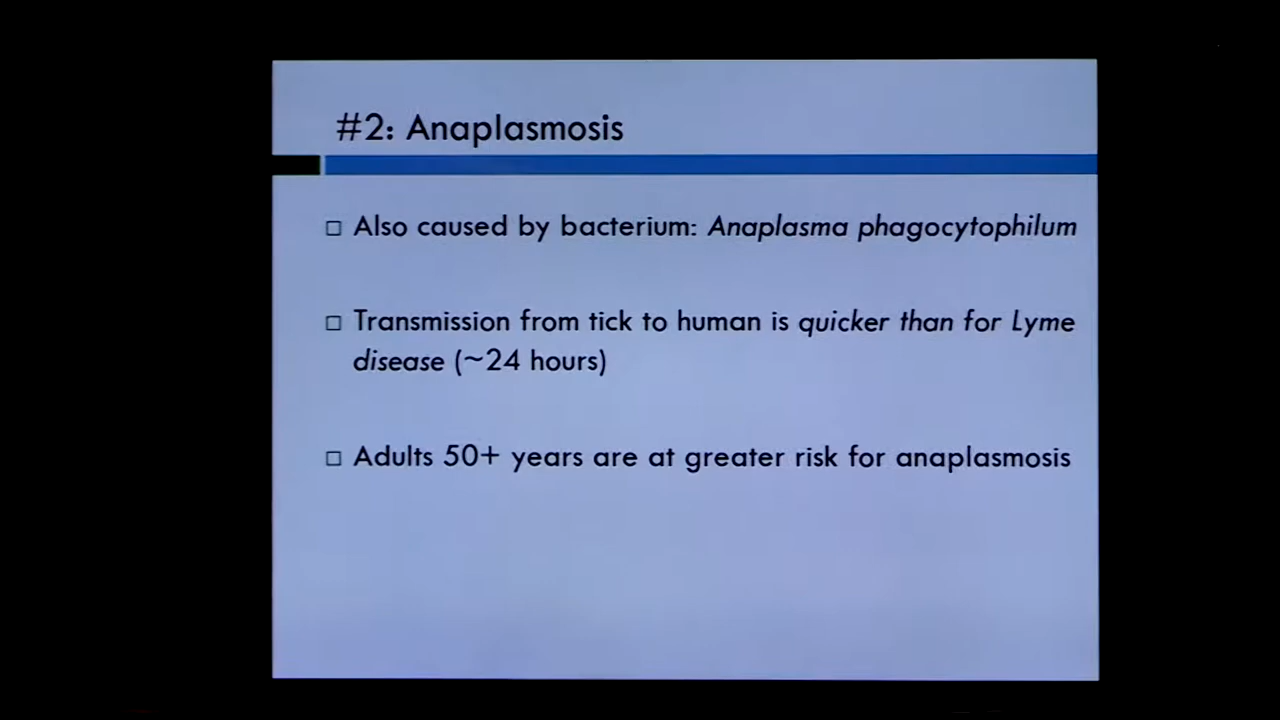 #2: Anaplasmosis
Also caused by bacterium: Anaplasma phagocytophilum
Transmission from tick to human is quicker than for Lyme
disease (~24 hours)
Adults 50+ years are at greater risk for anaplasmosis